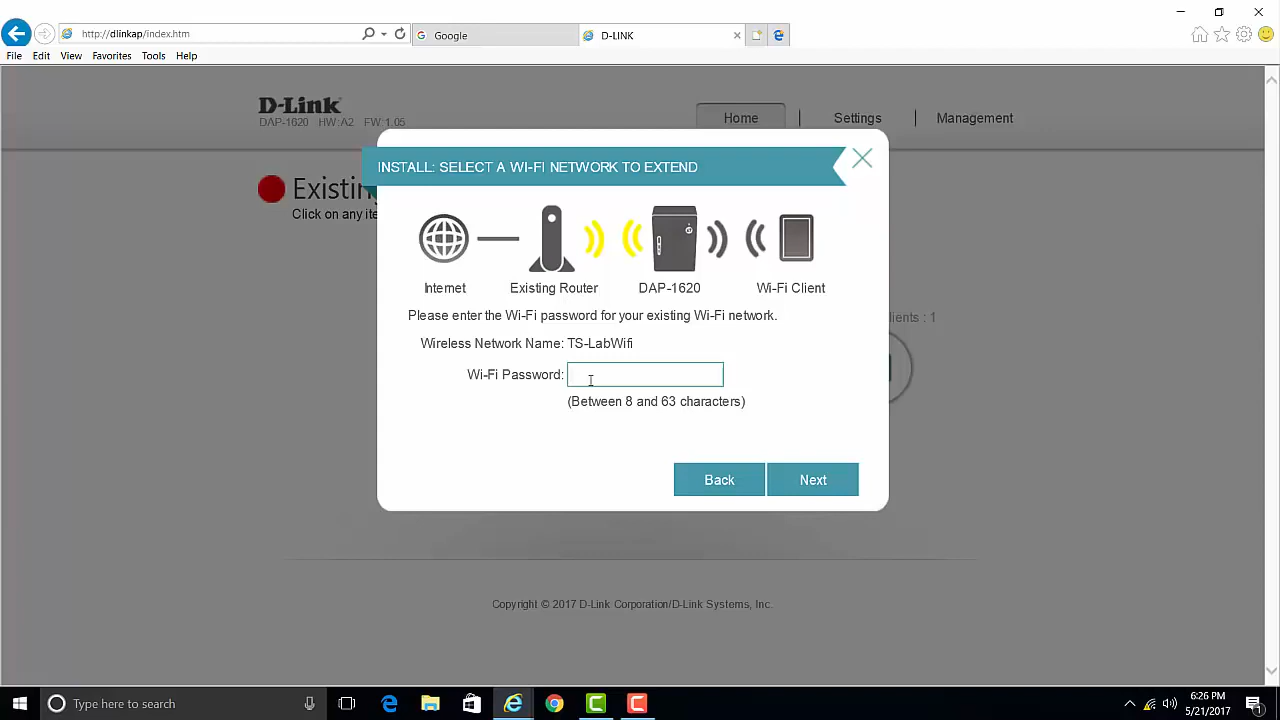 http://dlinkap/index.htm
Google
D-LINK
File Edit View Favorites Tools Help
D-Link
DAP-1620 HW:A2 FW:1.05
Home
Settings
Management
INSTALL: SELECT A WI-FI NETWORK TO EXTEND
Existing
Click on any ite
Internet
Existing Router
DAP-1620
Wi-Fi Client
Please enter the Wi-Fi password for your existing Wi-Fi network.
Wireless Network Name: TS-LabWifi
Wi-Fi Password:
(Between 8 and 63 characters)
lients : 1
Back
Next
Copyright © 2017 D-Link Corporation/D-Link Systems, Inc.
Type here to search
6:26 PM
5/21/2017